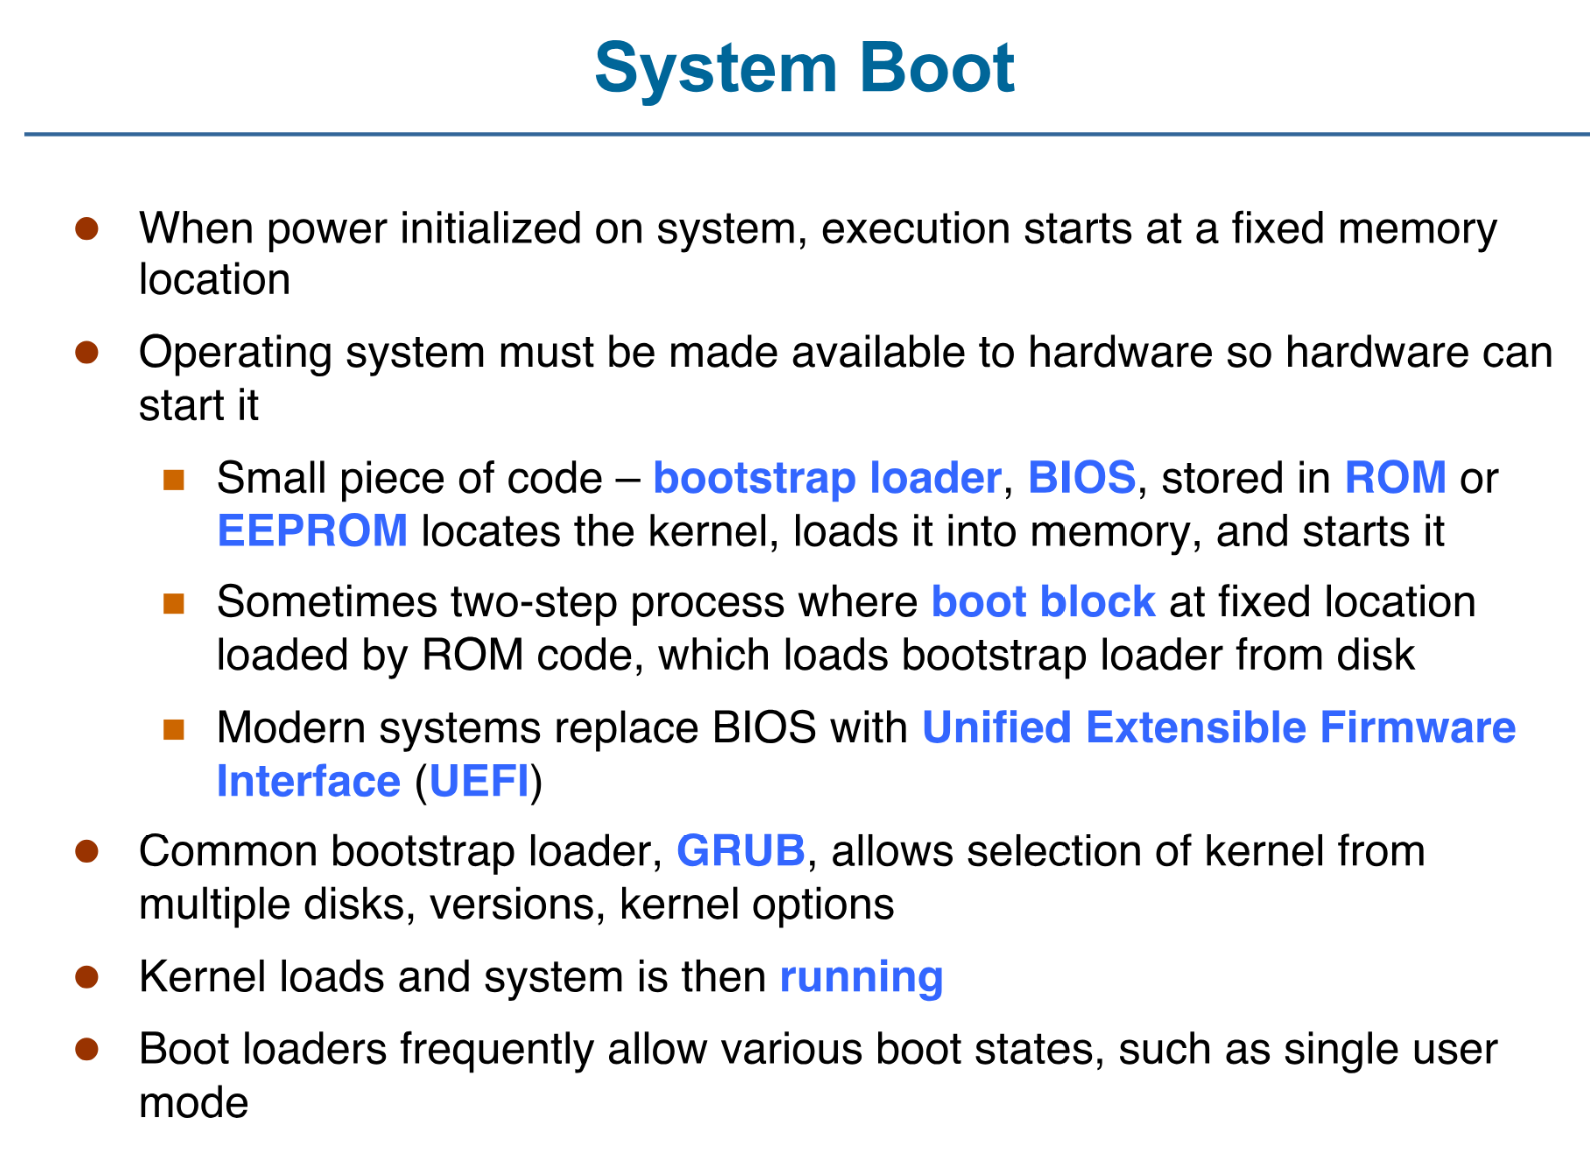 System Boot
When power initialized on system, execution starts at a fixed memory
location
Operating system must be made available to hardware so hardware can
start it
Small piece of code – bootstrap loader, BIOS, stored in ROM or
EEPROM locates the kernel, loads it into memory, and starts it
Sometimes two-step process where boot block at fixed location
loaded by ROM code, which loads bootstrap loader from disk
Modern systems replace BIOS with Unified Extensible Firmware
Interface (UEFI)
Common bootstrap loader, GRUB, allows selection of kernel from
multiple disks, versions, kernel options
Kernel loads and system is then running
Boot loaders frequently allow various boot states, such as single user
mode